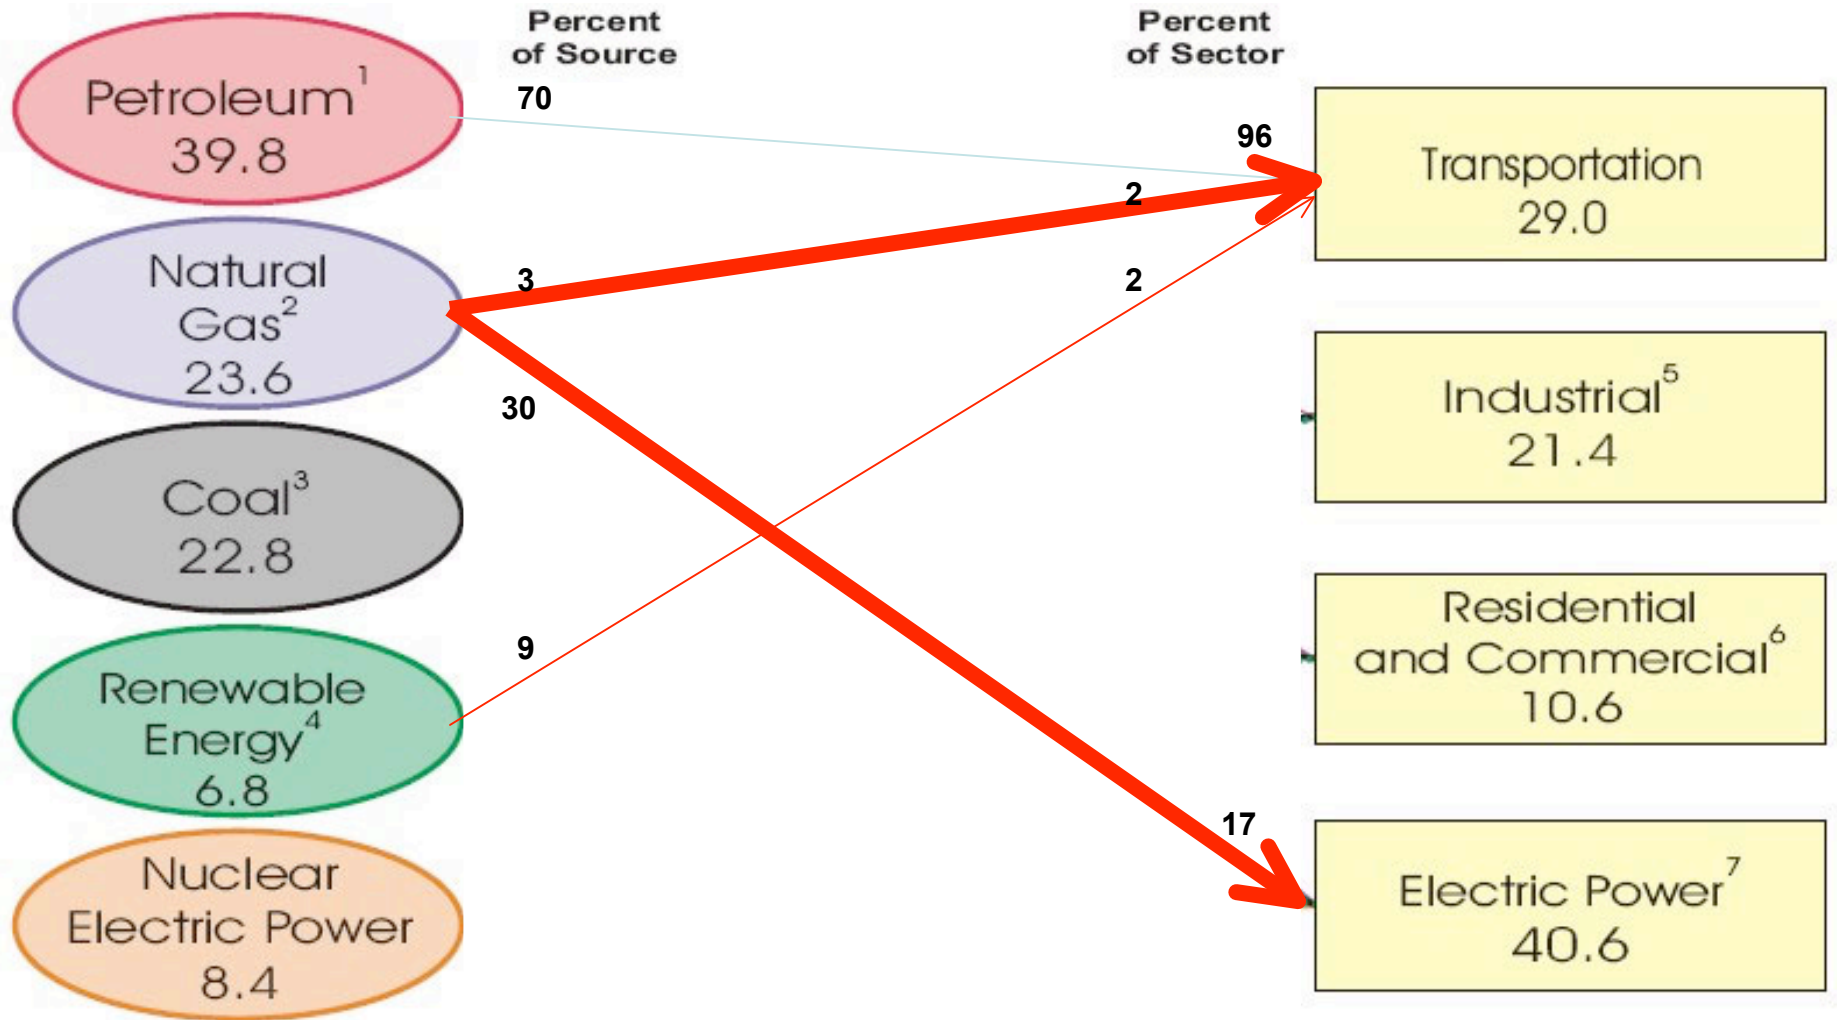 Percent
of Source
Percent
of Sector
Petroleum¹
39.8
70
96
Transportation
29.0
2
Natural
Gas²
23.6
3
2
30
Industrial⁵
21.4
Coal³
22.8
Residential
and Commercial⁶
10.6
9
Renewable
Energy⁴
6.8
17
Nuclear
Electric Power
8.4
Electric Power⁷
40.6